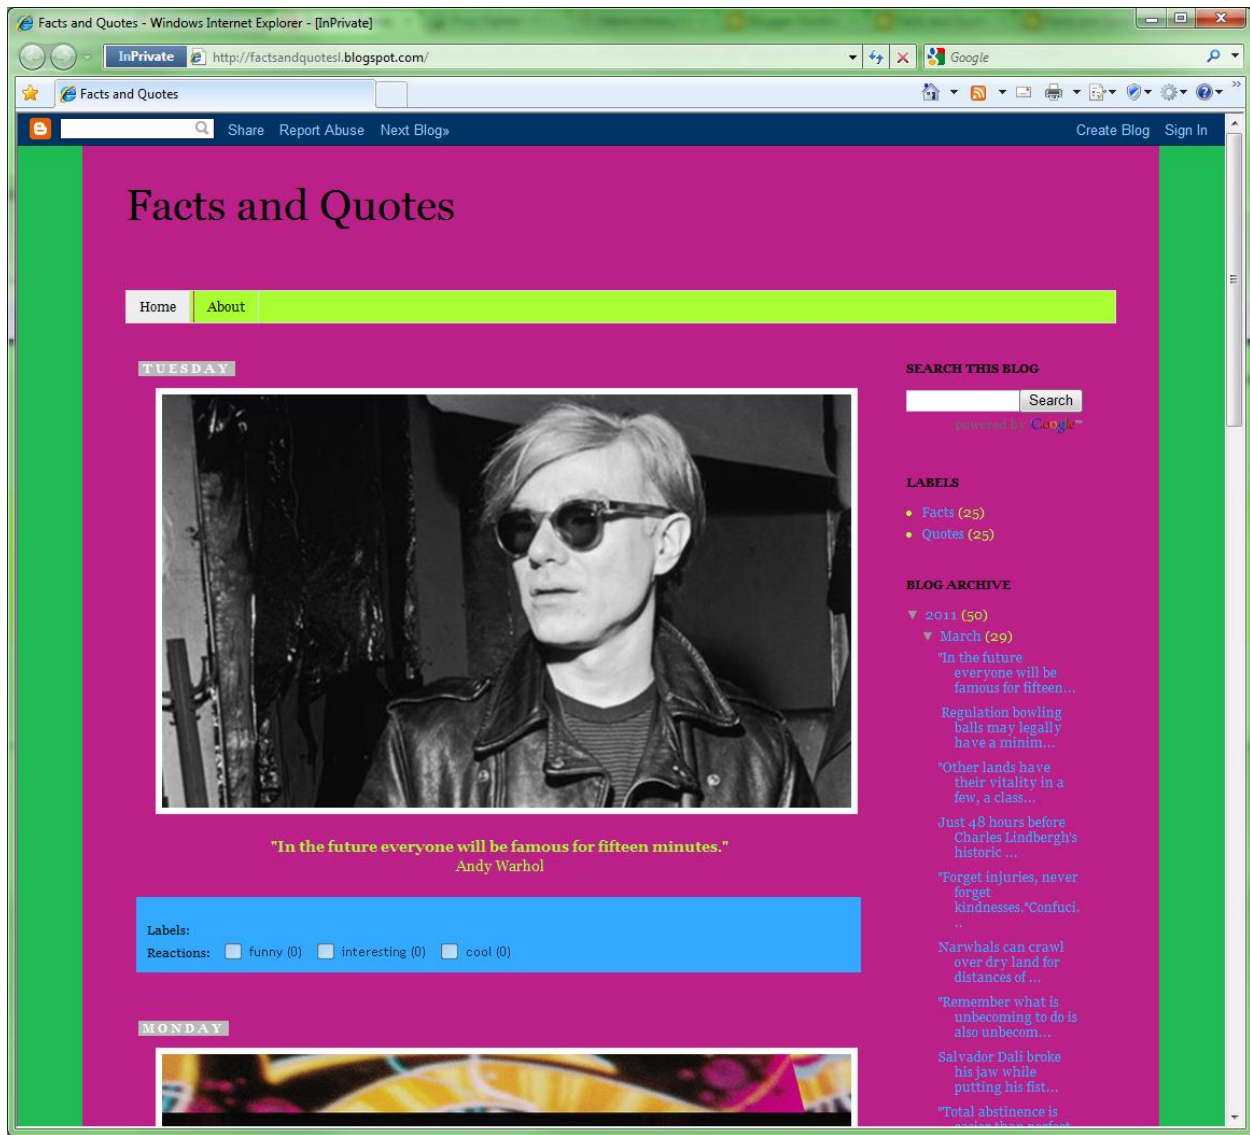 Facts and Quotes - Windows Internet Explorer - [InPrivate]
InPrivate http://factsandquotesl.blogspot.com/ Google
Facts and Quotes
Share Report Abuse Next Blog» Create Blog Sign In
Facts and Quotes
Home About
TUESDAY
"In the future everyone will be famous for fifteen minutes."
Andy Warhol
Labels:
Reactions: funny (0) interesting (0) cool (0)
MONDAY
SEARCH THIS BLOG
Search
powered by Google™
LABELS
Facts (25)
Quotes (25)
BLOG ARCHIVE
▼ 2011 (50)
▼ March (29)
"In the future
everyone will be
famous for fifteen...
Regulation bowling
balls may legally
have a minim...
"Other lands have
their vitality in a
few, a class...
Just 48 hours before
Charles Lindbergh's
historic ...
"Forget injuries, never
forget
kindnesses."Confuci.
..
Narwhals can crawl
over dry land for
distances of ...
"Remember what is
unbecoming to do is
also unbecom...
Salvador Dali broke
his jaw while
putting his fist...
"Total abstinence is
easier than perfect